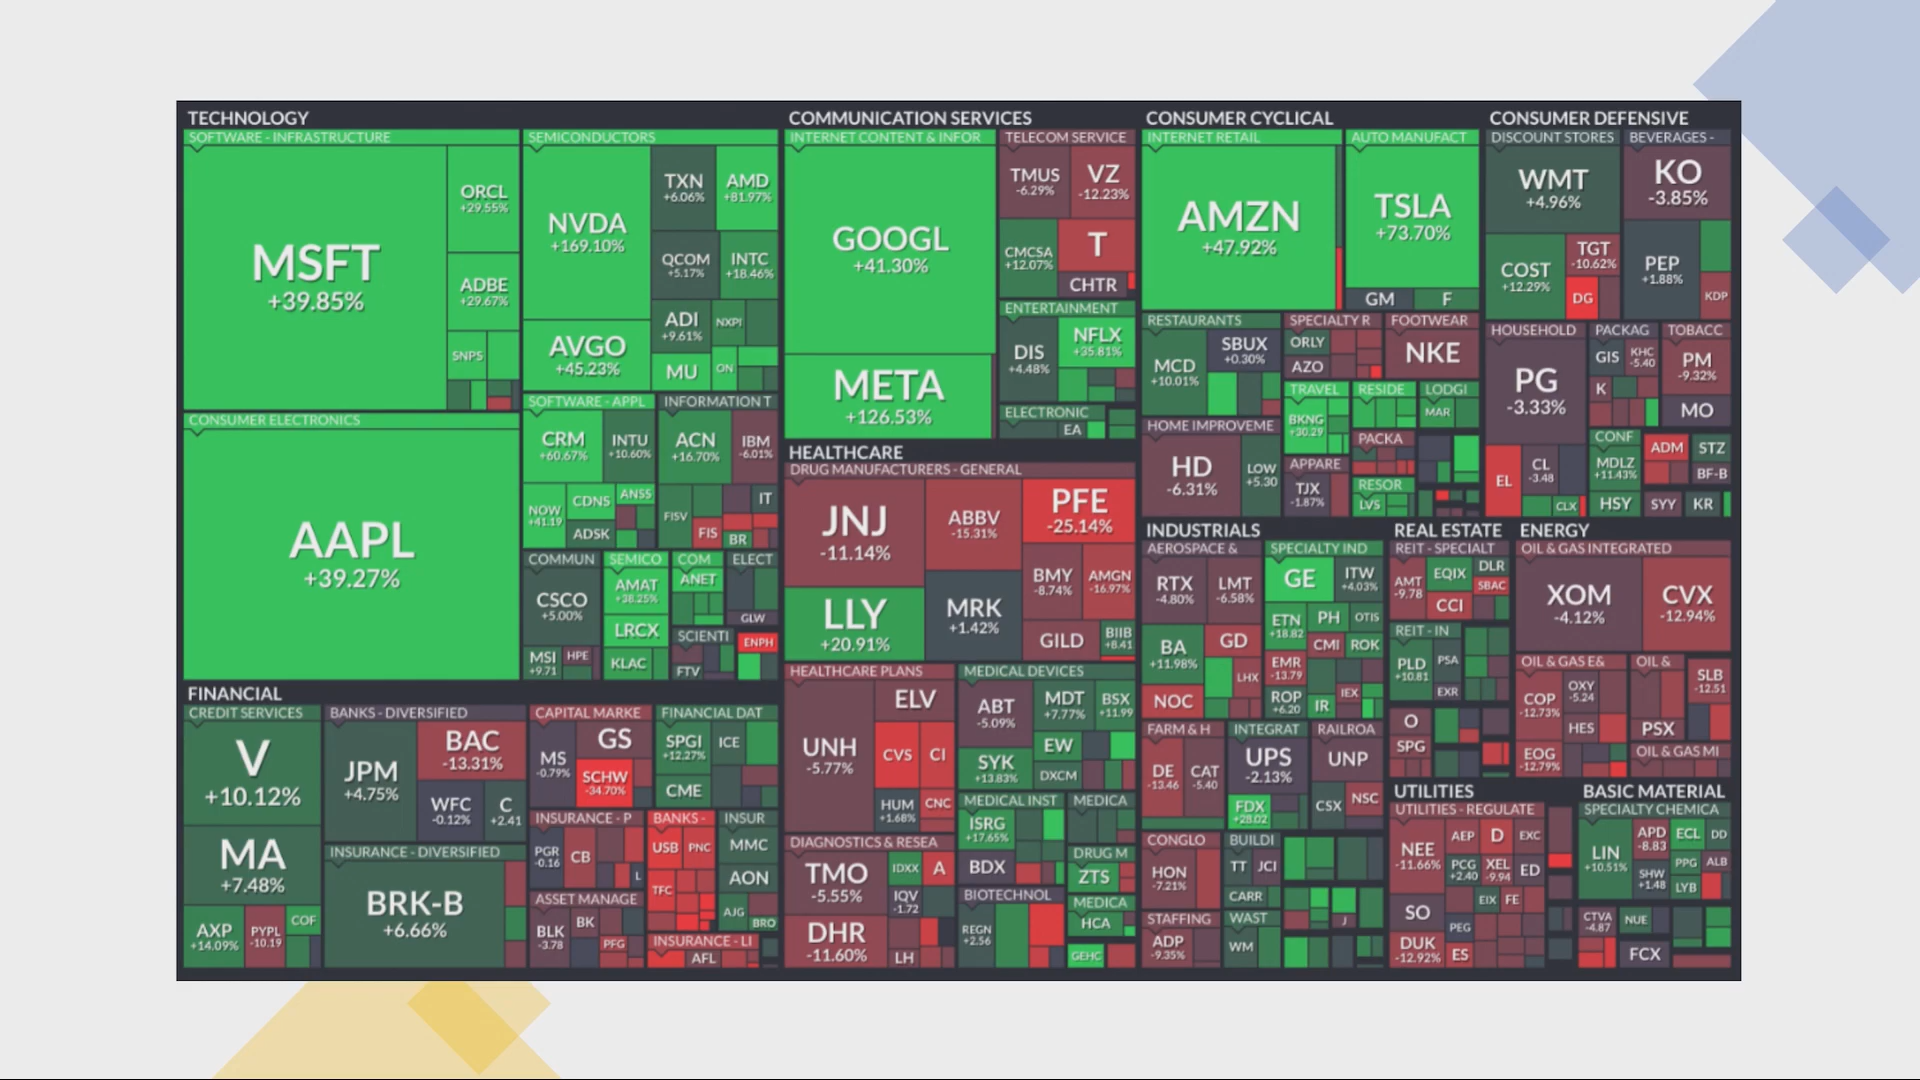 TECHNOLOGY
SOFTWARE - INFRASTRUCTURE
MSFT
+39.85%
ORCL
+29.55%
ADBE
+29.67%
SNPS
CONSUMER ELECTRONICS
AAPL
+39.27%
SEMICONDUCTORS
NVDA
+169.10%
AVGO
+45.23%
TXN
+6.06%
AMD
+81.97%
QCOM
+5.17%
INTC
+18.46%
ADI
+9.61%
NXPI
MU
ON
SOFTWARE - APPL
CRM
+60.67%
INTU
+10.60%
NOW
+41.19
CDNS
ANSS
ADSK
INFORMATION T
ACN
+16.70%
IBM
-6.01%
FISV
FIS
IT
BR
COMMUN
CSCO
+5.00%
MSI
+9.71
HPE
SEMICO
AMAT
+38.25%
LRCX
KLAC
COM
ANET
ELECT
GLW
SCIENTI
FTV
ENPH
COMMUNICATION SERVICES
INTERNET CONTENT & INFOR
GOOGL
+41.30%
META
+126.53%
TELECOM SERVICE
TMUS
-6.29%
VZ
-12.23%
CMCSA
+12.07%
T
CHTR
ENTERTAINMENT
DIS
+4.48%
NFLX
+35.81%
ELECTRONIC
EA
CONSUMER CYCLICAL
INTERNET RETAIL
AMZN
+47.92%
AUTO MANUFACT
TSLA
+73.70%
GM
F
RESTAURANTS
MCD
+10.01%
SBUX
+0.30%
SPECIALTY R
ORLY
AZO
FOOTWEAR
NKE
TRAVEL
BKNG
+30.29
RESIDE
LODGI
MAR
HOME IMPROVEME
HD
-6.31%
LOW
+5.30
APPARE
TJX
-1.87%
PACKA
RESOR
LVS
CONSUMER DEFENSIVE
DISCOUNT STORES
WMT
+4.96%
COST
+12.29%
TGT
-10.62%
DG
BEVERAGES -
KO
-3.85%
PEP
+1.88%
KDP
HOUSEHOLD
PG
-3.33%
EL
CL
-3.48
CLX
PACKAG
GIS
KHC
-5.40
K
TOBACC
PM
-9.32%
MO
CONF
MDLZ
+11.43%
HSY
ADM
STZ
BF-B
SYY
KR
HEALTHCARE
DRUG MANUFACTURERS - GENERAL
JNJ
-11.14%
ABBV
-15.31%
PFE
-25.14%
LLY
+20.91%
MRK
+1.42%
BMY
-8.74%
AMGN
-16.97%
GILD
BIIB
+8.41
HEALTHCARE PLANS
UNH
-5.77%
ELV
CVS
CI
HUM
+1.68%
CNC
MEDICAL DEVICES
ABT
-5.09%
MDT
+7.77%
BSX
+11.99
SYK
+13.83%
EW
DXCM
DIAGNOSTICS & RESEA
TMO
-5.55%
IDXX
A
IQV
-1.72
DHR
-11.60%
LH
MEDICAL INST
ISRG
+17.65%
BDX
MEDICA
DRUG M
ZTS
BIOTECHNOL
REGN
+2.56
MEDICA
HCA
GEHC
FINANCIAL
CREDIT SERVICES
V
+10.12%
MA
+7.48%
AXP
+14.09%
PYPL
-10.19
COF
BANKS - DIVERSIFIED
JPM
+4.75%
BAC
-13.31%
WFC
-0.12%
C
+2.41
INSURANCE - DIVERSIFIED
BRK-B
+6.66%
CAPITAL MARKE
MS
-0.79%
GS
SCHW
-34.70%
FINANCIAL DAT
SPGI
+12.27%
ICE
CME
INSURANCE - P
PGR
-0.16
CB
L
BANKS -
USB
PNC
TFC
INSUR
MMC
AON
AJG
BRO
ASSET MANAGE
BLK
-3.78
BK
PFG
INSURANCE - LI
AFL
INDUSTRIALS
AEROSPACE &
RTX
-4.80%
LMT
-6.58%
BA
+11.98%
GD
LHX
NOC
SPECIALTY IND
GE
ITW
+4.03%
ETN
+18.82
PH
OTIS
CMI
ROK
EMR
-13.79
ROP
+6.20
IR
IEX
FARM & H
DE
-13.46
CAT
-5.40
INTEGRAT
UPS
-2.13%
FDX
+28.02
RAILROA
UNP
CSX
NSC
CONGLO
HON
-7.21%
BUILDI
TT
JCI
CARR
STAFFING
ADP
-9.35%
WAST
WM
J
REAL ESTATE
REIT - SPECIALT
AMT
-9.78
EQIX
DLR
SBAC
CCI
REIT - IN
PLD
+10.81
PSA
EXR
O
SPG
ENERGY
OIL & GAS INTEGRATED
XOM
-4.12%
CVX
-12.94%
OIL & GAS E&
COP
-12.73%
OXY
-5.24
HES
EOG
-12.79%
OIL &
PSX
SLB
-12.51
OIL & GAS MI
UTILITIES
UTILITIES - REGULATE
NEE
-11.66%
AEP
D
EXC
PCG
+2.40
XEL
-9.94
ED
SO
EIX
FE
PEG
DUK
-12.92%
ES
BASIC MATERIAL
SPECIALTY CHEMICA
LIN
+10.51%
APD
-8.83
ECL
DD
SHW
+1.48
PPG
ALB
LYB
CTVA
-4.87
NUE
FCX